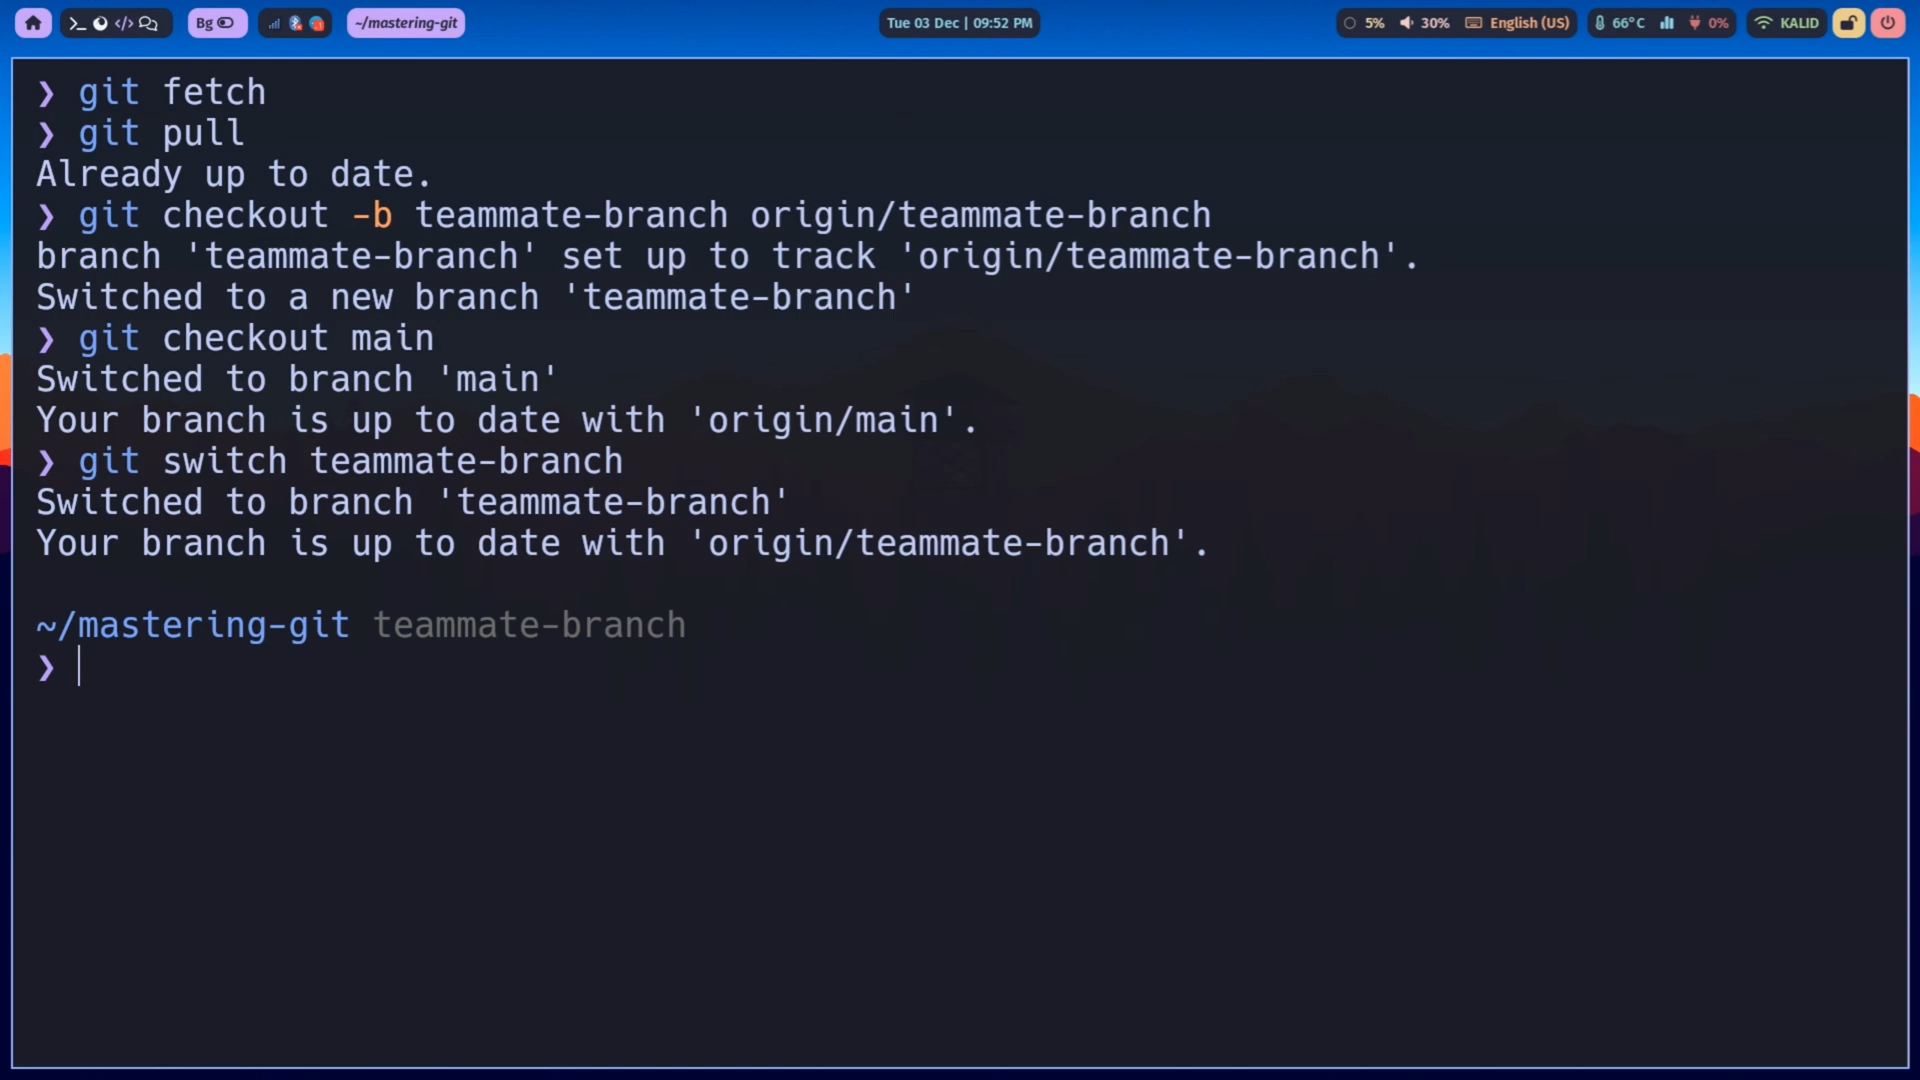 >_ </> Bg ~/mastering-git Tue 03 Dec | 09:52 PM 5% 30% English (US) 66°C 0% KALID
❯ git fetch
❯ git pull
Already up to date.
❯ git checkout -b teammate-branch origin/teammate-branch
branch 'teammate-branch' set up to track 'origin/teammate-branch'.
Switched to a new branch 'teammate-branch'
❯ git checkout main
Switched to branch 'main'
Your branch is up to date with 'origin/main'.
❯ git switch teammate-branch
Switched to branch 'teammate-branch'
Your branch is up to date with 'origin/teammate-branch'.
~/mastering-git teammate-branch
❯